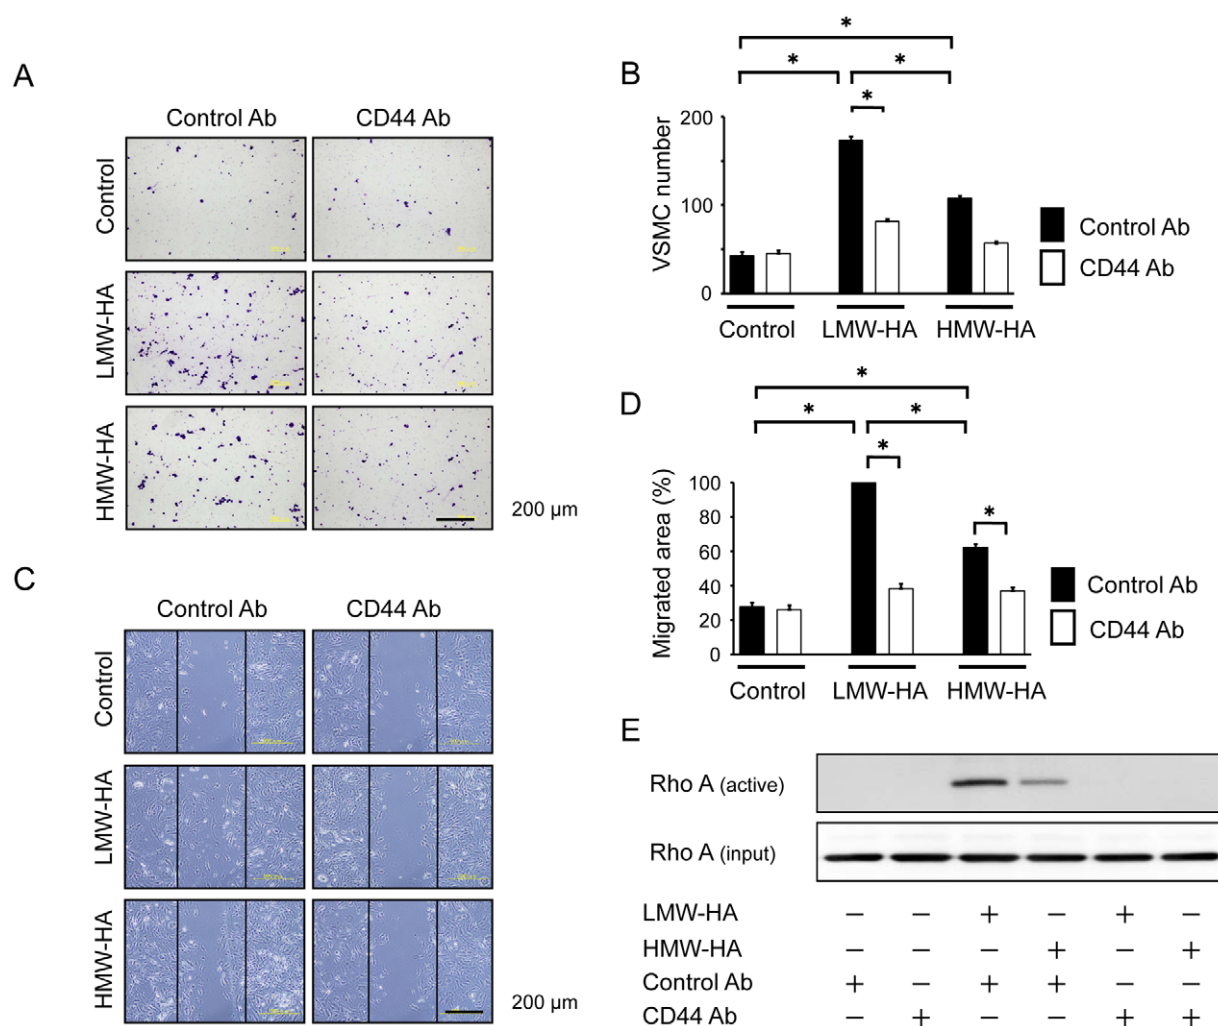 A
Control Ab CD44 Ab
Control
LMW-HA
HMW-HA
200 µm
B
* * * *
VSMC number
200
100
0
Control LMW-HA HMW-HA
Control Ab
CD44 Ab
C
Control Ab CD44 Ab
Control
LMW-HA
HMW-HA
200 µm
D
* * * * *
Migrated area (%)
100
80
60
40
20
0
Control LMW-HA HMW-HA
Control Ab
CD44 Ab
E
Rho A (active)
Rho A (input)
LMW-HA − − + − + −
HMW-HA − − − + − +
Control Ab + − + + − −
CD44 Ab − + − − + +